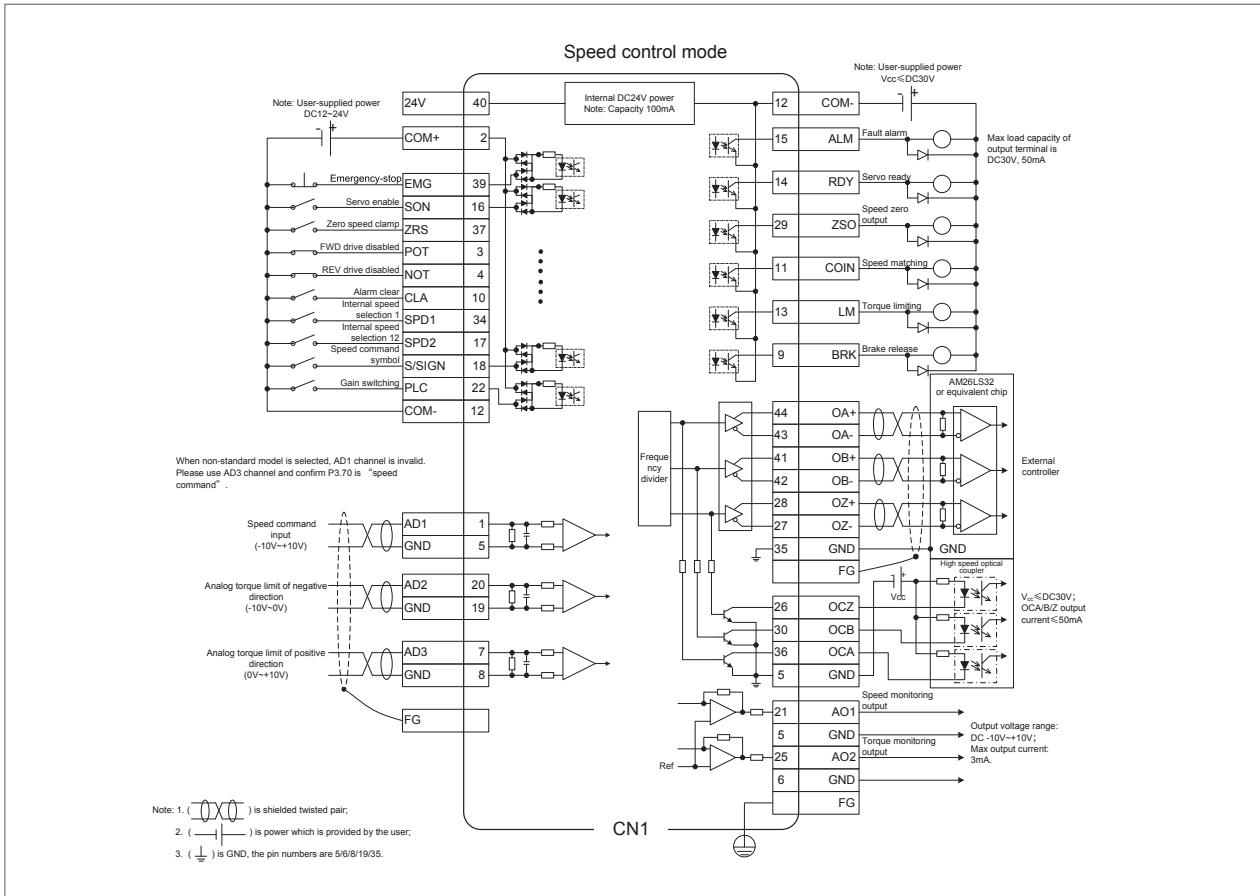 Speed control mode
Note: User-supplied power
DC12~24V
24V 40
COM+ 2
Emergency-stop EMG 39
Servo enable SON 16
Zero speed clamp ZRS 37
FWD drive disabled POT 3
REV drive disabled NOT 4
Alarm clear CLA 10
Internal speed
selection 1 SPD1 34
Internal speed
selection 12 SPD2 17
Speed command
symbol S/SIGN 18
Gain switching PLC 22
COM- 12
Internal DC24V power
Note: Capacity 100mA
Note: User-supplied power
Vcc≤DC30V
12 COM-
15 ALM Fault alarm
14 RDY Servo ready
29 ZSO Speed zero
output
11 COIN Speed matching
13 LM Torque limiting
9 BRK Brake release
Max load capacity of
output terminal is
DC30V, 50mA
When non-standard model is selected, AD1 channel is invalid.
Please use AD3 channel and confirm P3.70 is “speed
command”.
Speed command
input
(-10V~+10V)
AD1 1
GND 5
Analog torque limit of negative
direction
(-10V~0V)
AD2 20
GND 19
Analog torque limit of positive
direction
(0V~+10V)
AD3 7
GND 8
FG
Freque
ncy
divider
44 OA+
43 OA-
41 OB+
42 OB-
28 OZ+
27 OZ-
35 GND
FG
AM26LS32
or equivalent chip
External
controller
GND
High speed optical
coupler
Vcc
26 OCZ
30 OCB
36 OCA
5 GND
Vcc≤DC30V;
OCA/B/Z output
current≤50mA
21 AO1 Speed monitoring
output
5 GND
25 AO2 Torque monitoring
output
6 GND
FG
Ref
Output voltage range:
DC -10V~+10V;
Max output current:
3mA.
CN1
Note: 1. ( ) is shielded twisted pair;
2. ( ) is power which is provided by the user;
3. ( ) is GND, the pin numbers are 5/6/8/19/35.